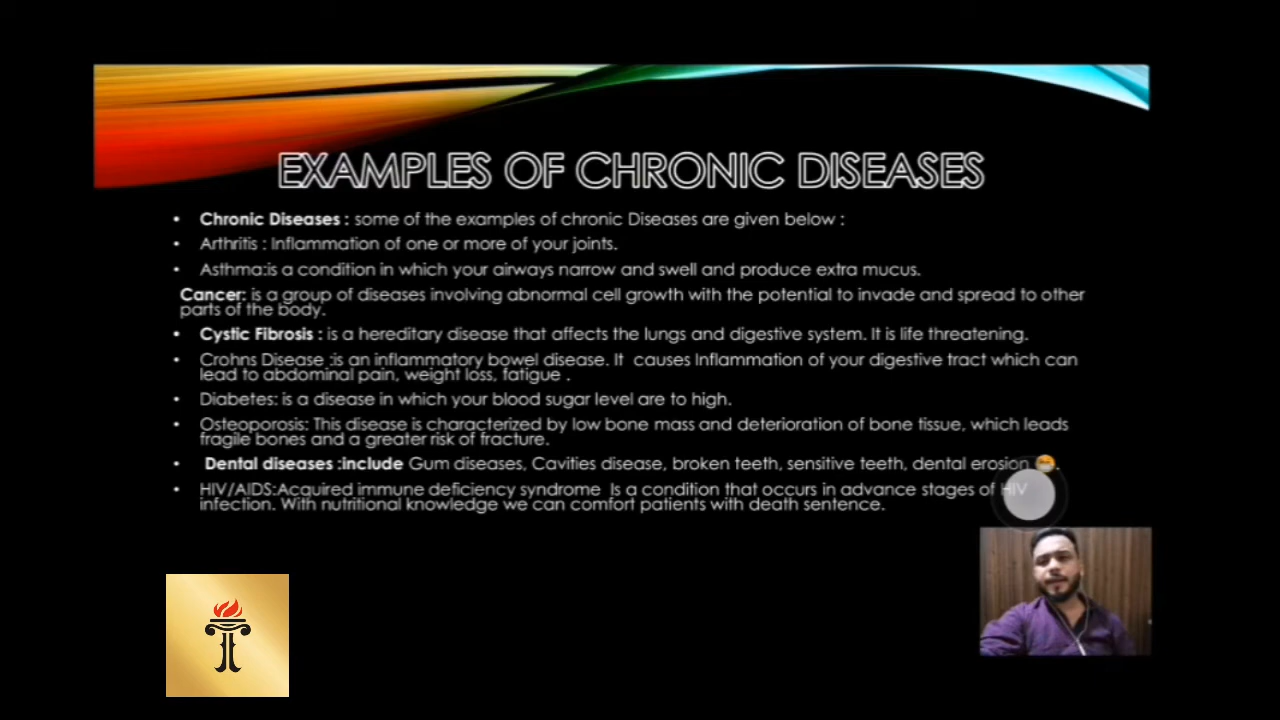 EXAMPLES OF CHRONIC DISEASES
• Chronic Diseases : some of the examples of chronic Diseases are given below :
• Arthritis : Inflammation of one or more of your joints.
• Asthma:is a condition in which your airways narrow and swell and produce extra mucus.
Cancer: is a group of diseases involving abnormal cell growth with the potential to invade and spread to other
parts of the body.
• Cystic Fibrosis : is a hereditary disease that affects the lungs and digestive system. It is life threatening.
• Crohns Disease :is an inflammatory bowel disease. It causes Inflammation of your digestive tract which can
lead to abdominal pain, weight loss, fatigue .
• Diabetes: is a disease in which your blood sugar level are to high.
• Osteoporosis: This disease is characterized by low bone mass and deterioration of bone tissue, which leads
fragile bones and a greater risk of fracture.
• Dental diseases :include Gum diseases, Cavities disease, broken teeth, sensitive teeth, dental erosion .
• HIV/AIDS:Acquired immune deficiency syndrome Is a condition that occurs in advance stages of HIV
infection. With nutritional knowledge we can comfort patients with death sentence.